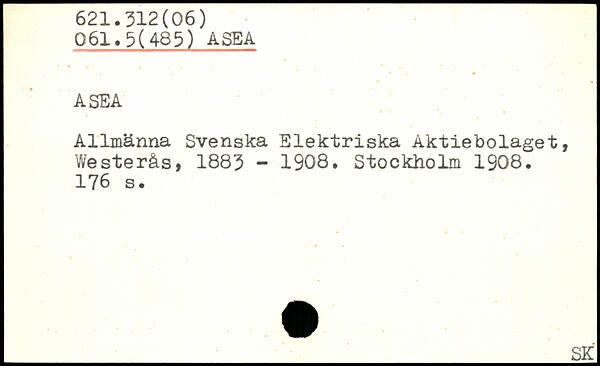 621.312(06)
061.5(485) ASEA
ASEA
Allmänna Svenska Elektriska Aktiebolaget,
Westerås, 1883 - 1908. Stockholm 1908.
176 s.
SK